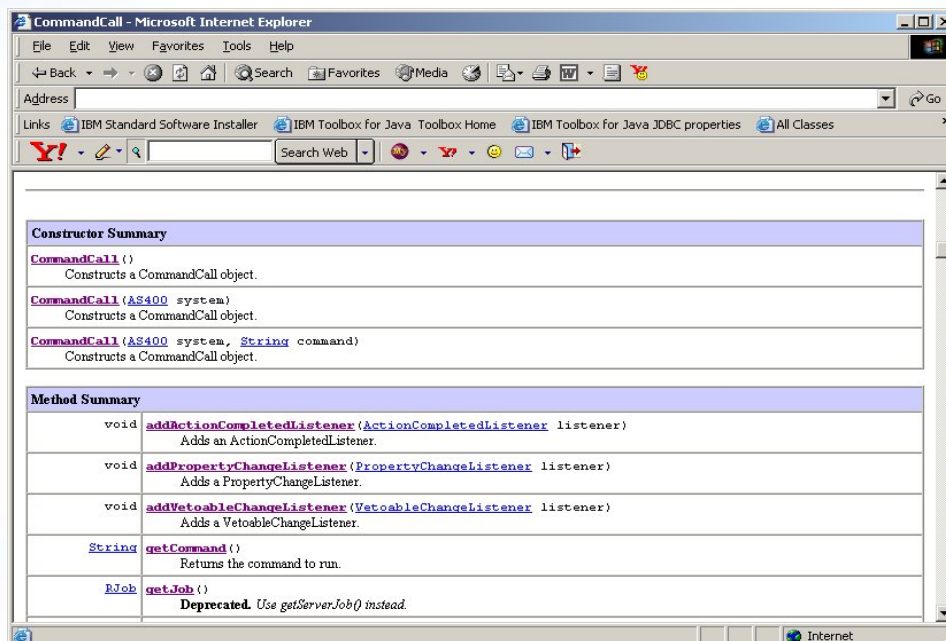 CommandCall - Microsoft Internet Explorer
File Edit View Favorites Tools Help
Back Search Favorites Media
Address Go
Links IBM Standard Software Installer IBM Toolbox for Java Toolbox Home IBM Toolbox for Java JDBC properties All Classes »
Y! Search Web
Constructor Summary
CommandCall()
Constructs a CommandCall object.
CommandCall(AS400 system)
Constructs a CommandCall object.
CommandCall(AS400 system, String command)
Constructs a CommandCall object.
Method Summary
void addActionCompletedListener(ActionCompletedListener listener)
Adds an ActionCompletedListener.
void addPropertyChangeListener(PropertyChangeListener listener)
Adds a PropertyChangeListener.
void addVetoableChangeListener(VetoableChangeListener listener)
Adds a VetoableChangeListener.
String getCommand()
Returns the command to run.
RJob getJob()
Deprecated. Use getServerJob() instead.
Internet